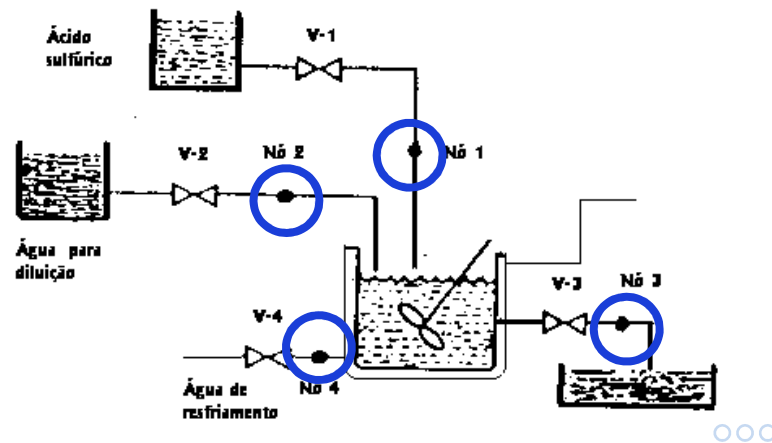 Ácido
sulfúrico
V-1
Nó 1
V-2
Nó 2
Água para
diluição
V-3
Nó 3
V-4
Nó 4
Água de
resfriamento